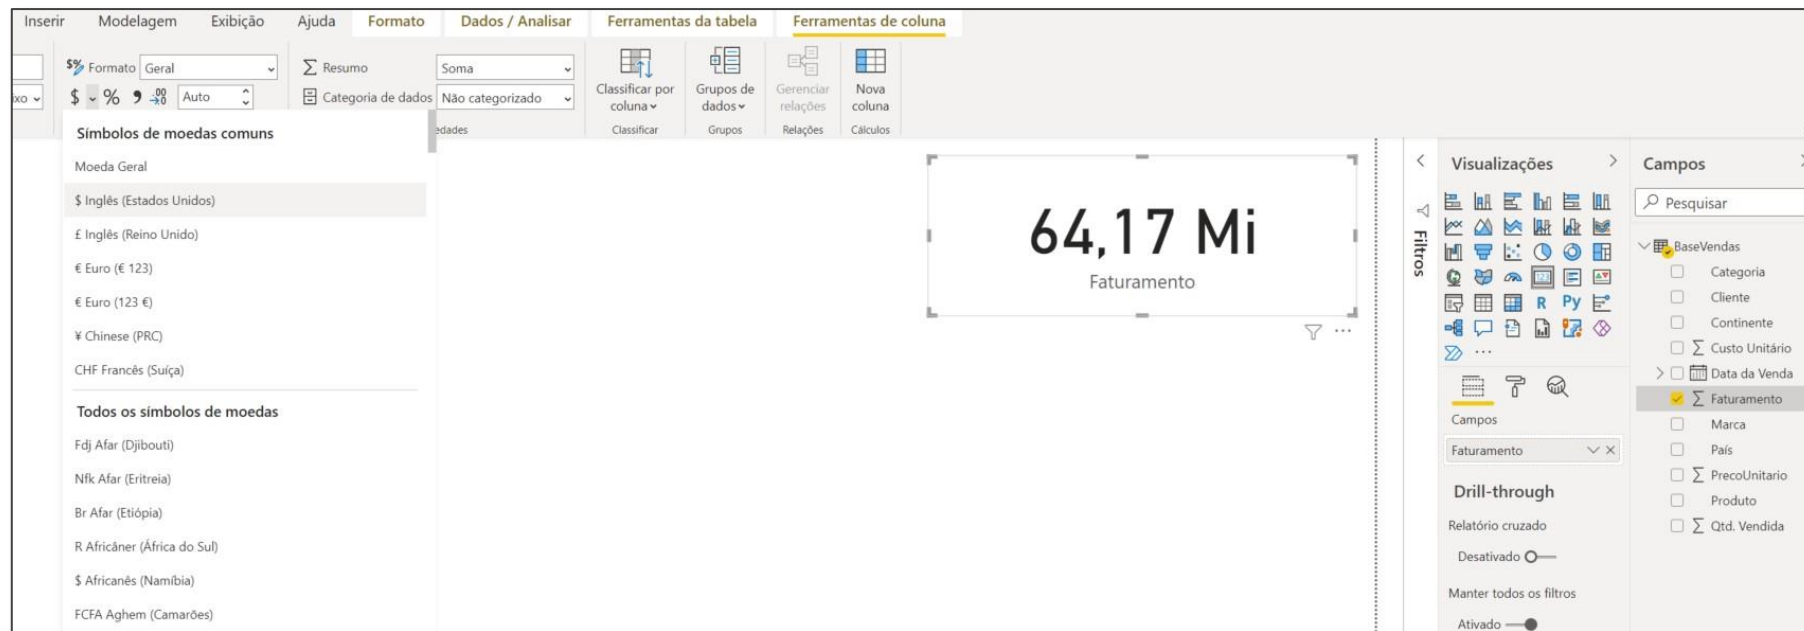 Inserir Modelagem Exibição Ajuda Formato Dados / Analisar Ferramentas da tabela Ferramentas de coluna
$% Formato Geral
$ % 9 .00 →0 Auto
ixo
Resumo Soma
Categoria de dados Não categorizado
edades
Classificar por
coluna
Classificar
Grupos de
dados
Grupos
Gerenciar
relações
Relações
Nova
coluna
Cálculos
Símbolos de moedas comuns
Moeda Geral
$ Inglês (Estados Unidos)
£ Inglês (Reino Unido)
€ Euro (€ 123)
€ Euro (123 €)
¥ Chinese (PRC)
CHF Francês (Suíça)
Todos os símbolos de moedas
Fdj Afar (Djibouti)
Nfk Afar (Eritreia)
Br Afar (Etiópia)
R Africâner (África do Sul)
$ Africanês (Namíbia)
FCFA Aghem (Camarões)
64,17 Mi
Faturamento
Filtros
Visualizações
R Py
Campos
Faturamento
Drill-through
Relatório cruzado
Desativado
Manter todos os filtros
Ativado
Campos
Pesquisar
BaseVendas
Categoria
Cliente
Continente
Custo Unitário
Data da Venda
Faturamento
Marca
País
PrecoUnitario
Produto
Qtd. Vendida